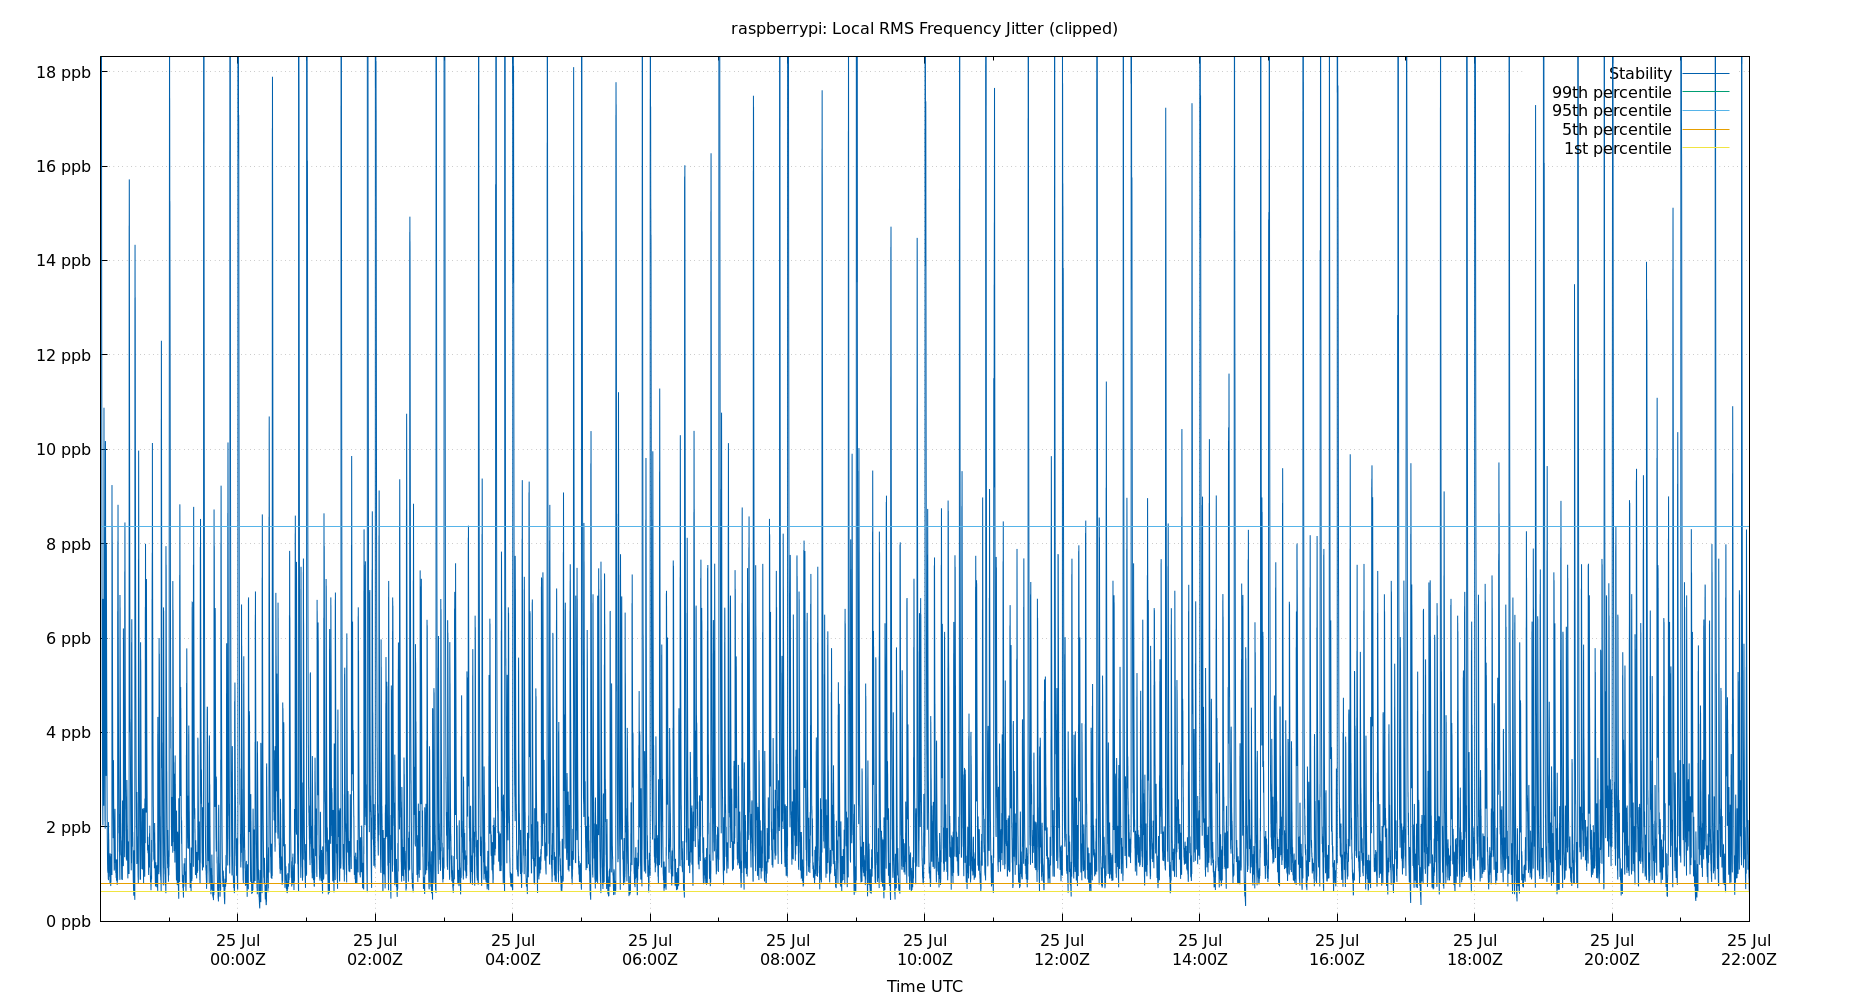 raspberrypi: Local RMS Frequency Jitter (clipped)
18 ppb
16 ppb
14 ppb
12 ppb
10 ppb
8 ppb
6 ppb
4 ppb
2 ppb
0 ppb
Stability
99th percentile
95th percentile
5th percentile
1st percentile
25 Jul 25 Jul 25 Jul 25 Jul 25 Jul 25 Jul 25 Jul 25 Jul 25 Jul 25 Jul 25 Jul 25 Jul
00:00Z 02:00Z 04:00Z 06:00Z 08:00Z 10:00Z 12:00Z 14:00Z 16:00Z 18:00Z 20:00Z 22:00Z
Time UTC